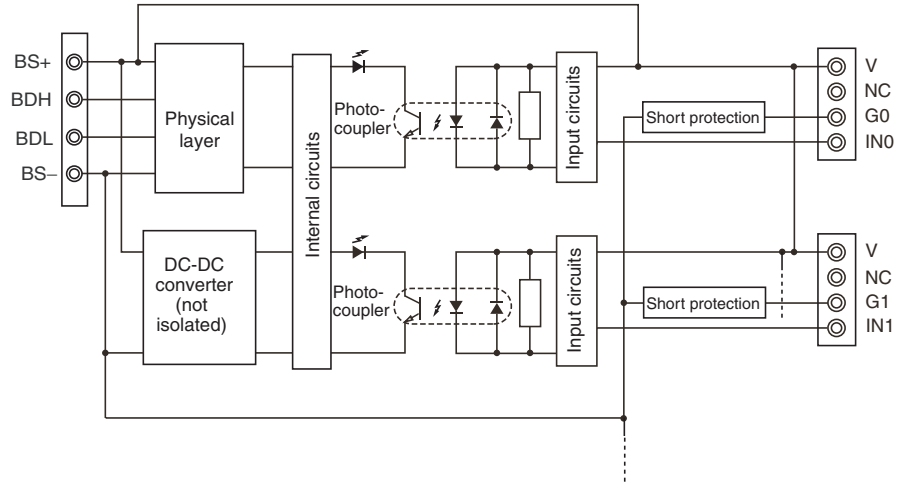 BS+
BDH
BDL
BS–
Physical
layer
DC-DC
converter
(not
isolated)
Internal circuits
Photo-
coupler
Input circuits
Short protection
V
NC
G0
IN0
Photo-
coupler
Input circuits
Short protection
V
NC
G1
IN1